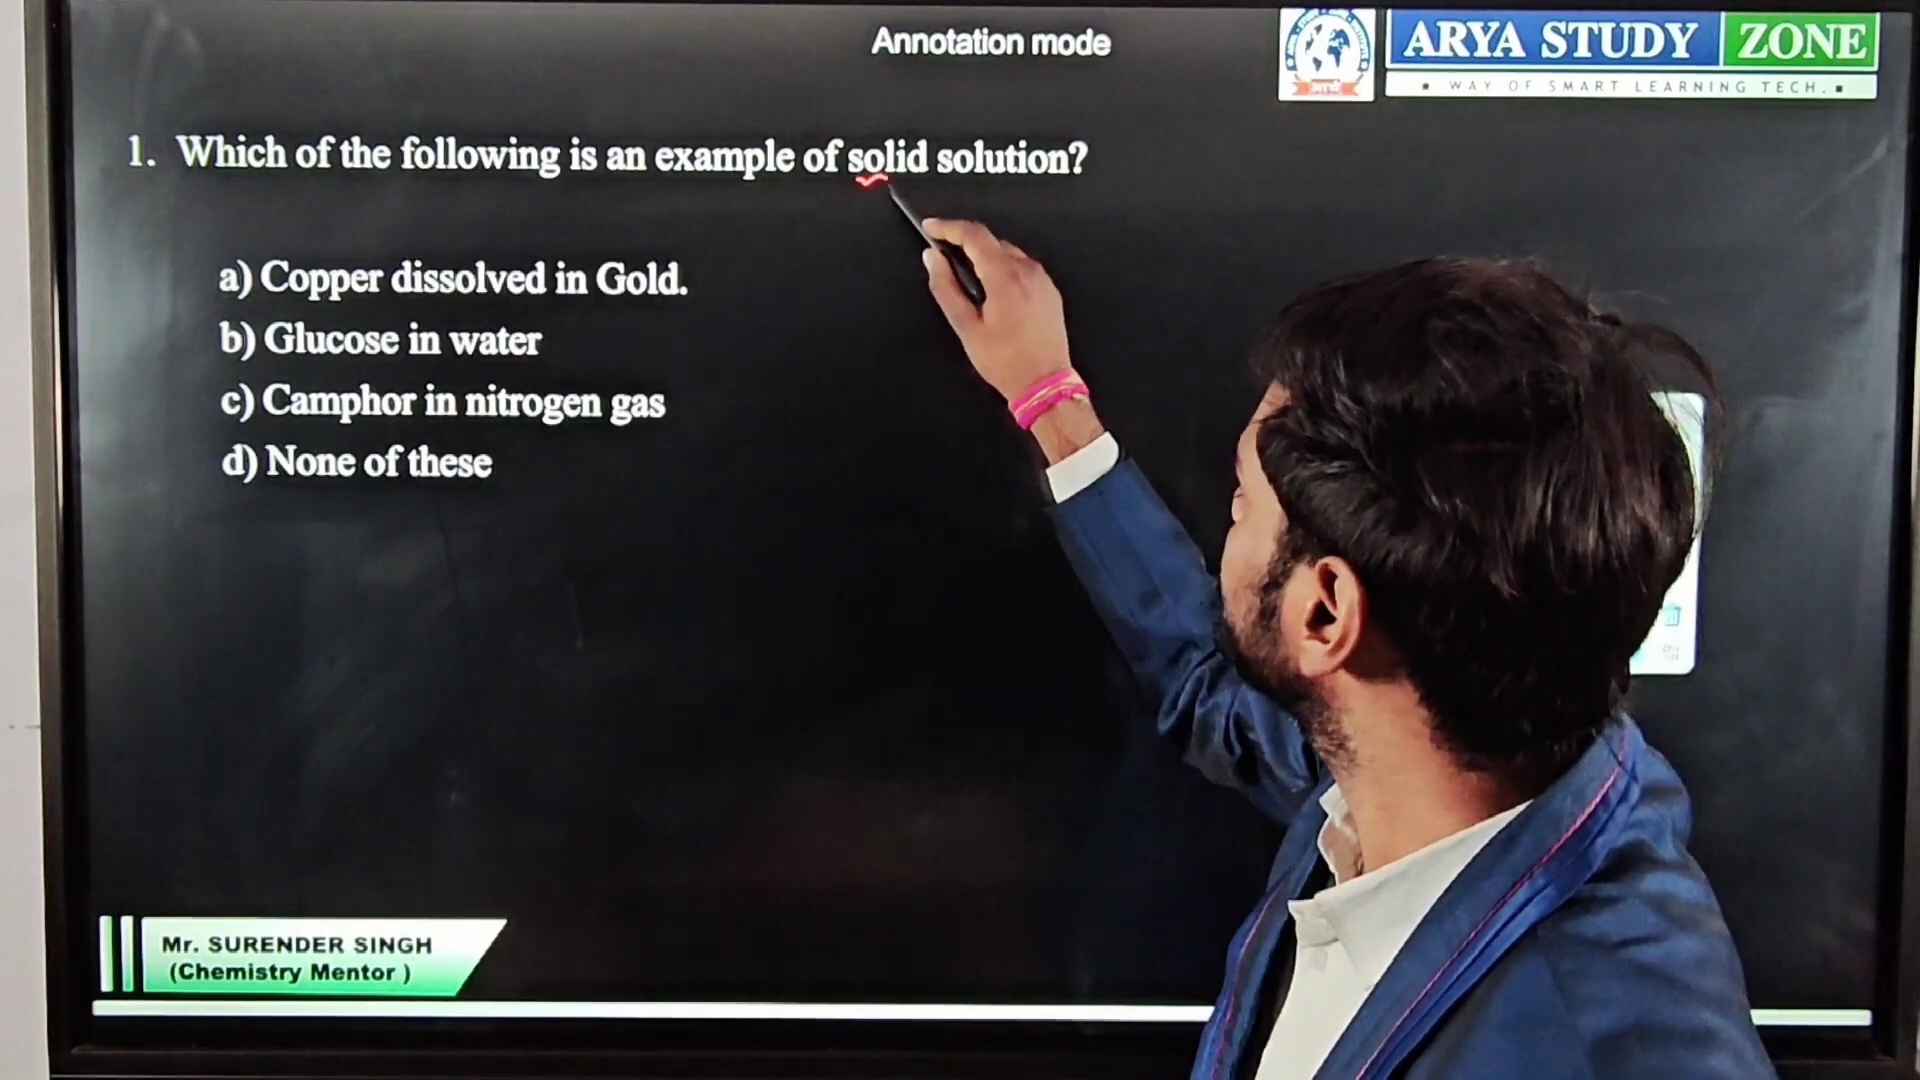 Annotation mode
ARYA STUDY ZONE
▪ WAY OF SMART LEARNING TECH. ▪
1. Which of the following is an example of solid solution?
a) Copper dissolved in Gold.
b) Glucose in water
c) Camphor in nitrogen gas
d) None of these
Mr. SURENDER SINGH
(Chemistry Mentor )